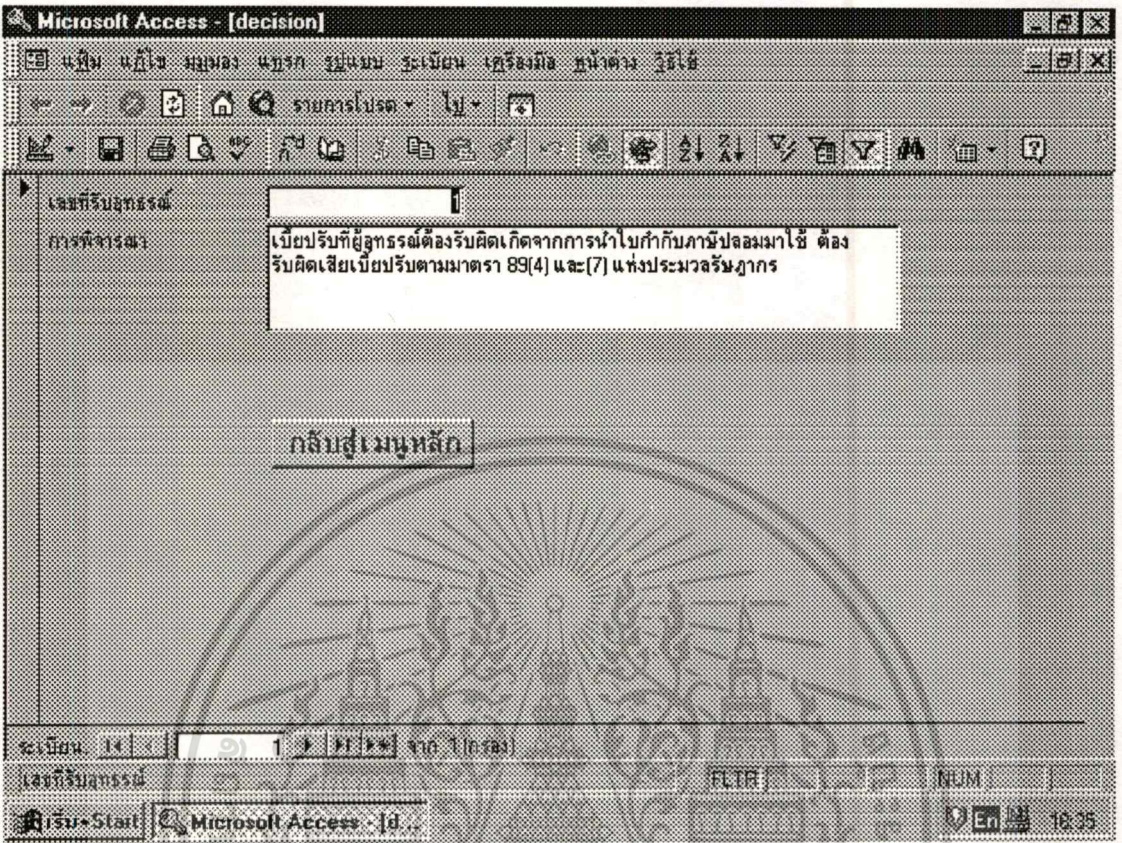 Microsoft Access - [decision]
แฟ้ม แก้ไข มุมมอง แทรก รูปแบบ ระเบียน เครื่องมือ หน้าต่าง วิธีใช้
รายการโปรด ไป
เลขที่รับอุทธรณ์ 1
การพิจารณา เบี้ยปรับที่ผู้อุทธรณ์ต้องรับผิดเกิดจากการนำใบกำกับภาษีปลอมมาใช้ ต้อง
รับผิดเสียเบี้ยปรับตามมาตรา 89(4) และ(7) แห่งประมวลรัษฎากร
กลับสู่เมนูหลัก
ระเบียน: 1 จาก 1 (กรอง)
เลขที่รับอุทธรณ์ FLTR NUM
เริ่ม-Start Microsoft Access - [d... En 16:35